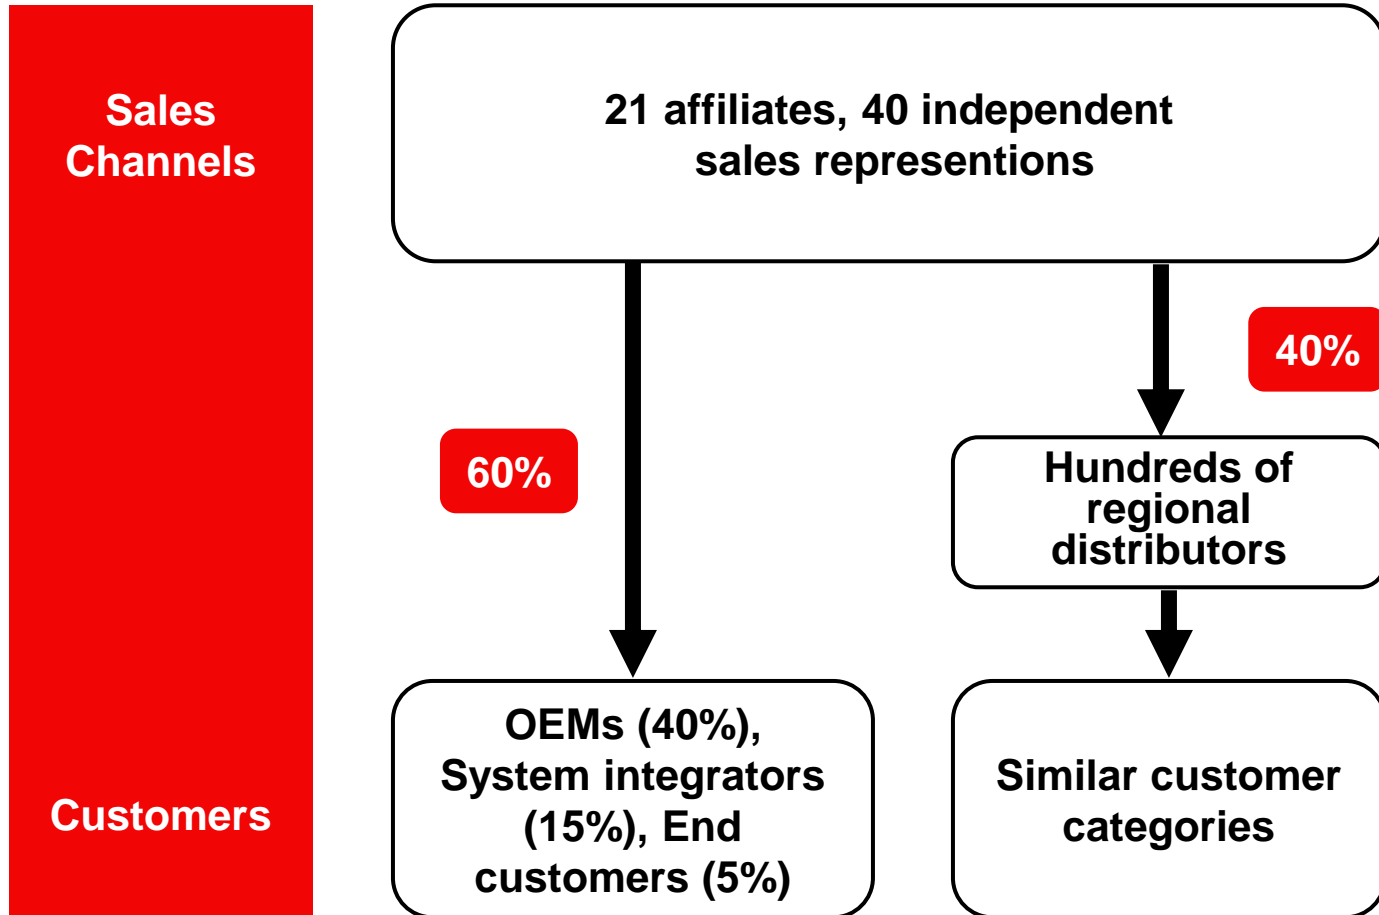 Sales
Channels
21 affiliates, 40 independent
sales representions
40%
60%
Hundreds of
regional
distributors
Customers
OEMs (40%),
System integrators
(15%), End
customers (5%)
Similar customer
categories